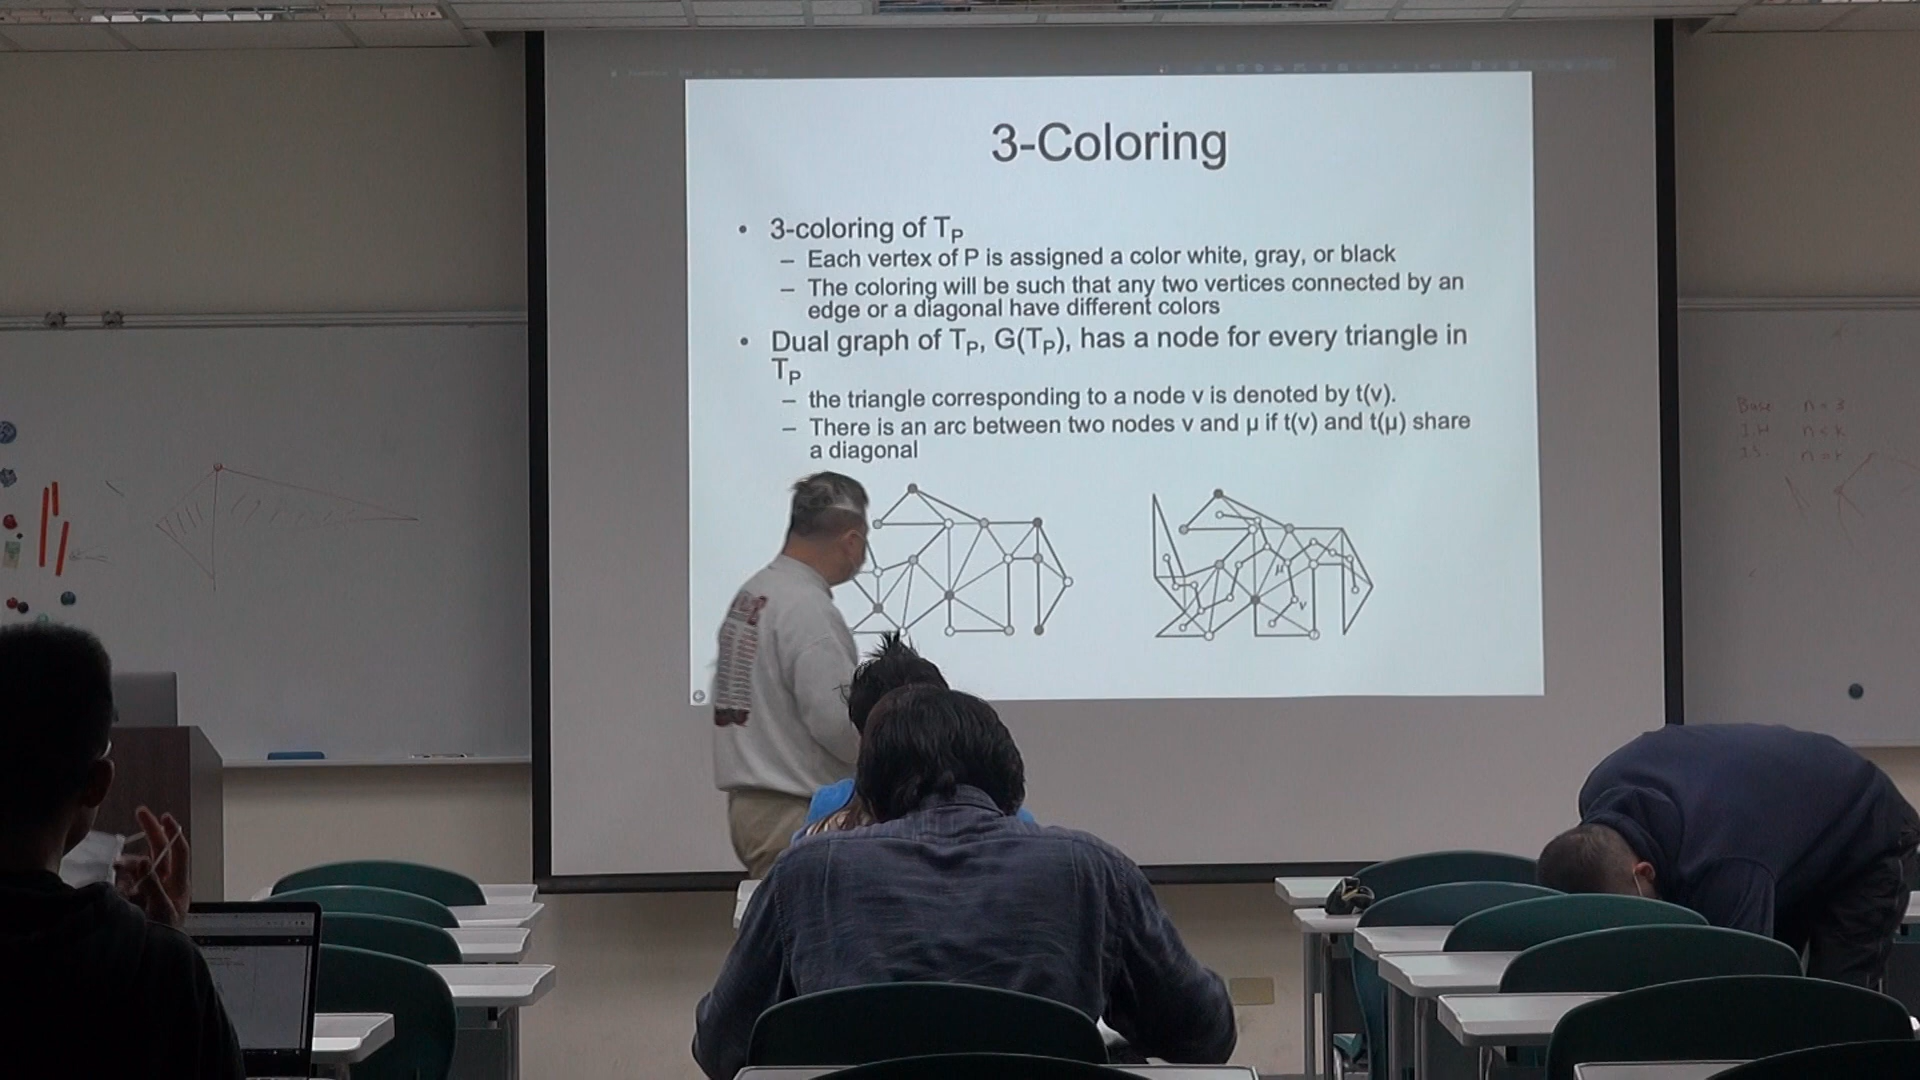 3-Coloring
• 3-coloring of TP
– Each vertex of P is assigned a color white, gray, or black
– The coloring will be such that any two vertices connected by an
edge or a diagonal have different colors
• Dual graph of TP, G(TP), has a node for every triangle in
TP
– the triangle corresponding to a node v is denoted by t(v).
– There is an arc between two nodes v and μ if t(v) and t(μ) share
a diagonal
μ
v
Base n = 3
I.H n < k
I.S. n =